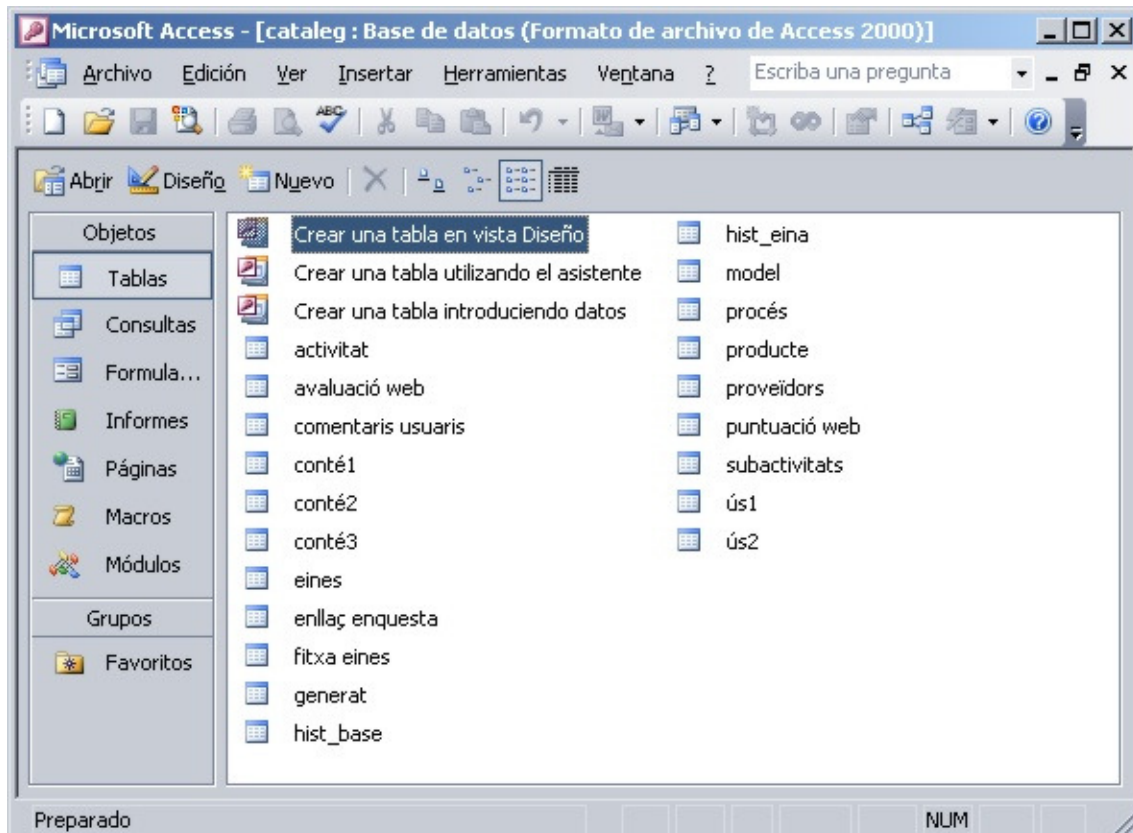 Microsoft Access - [cataleg : Base de datos (Formato de archivo de Access 2000)]
Archivo Edición Ver Insertar Herramientas Ventana ? Escriba una pregunta
Abrir Diseño Nuevo
Objetos
Tablas
Consultas
Formula...
Informes
Páginas
Macros
Módulos
Grupos
Favoritos
Crear una tabla en vista Diseño
Crear una tabla utilizando el asistente
Crear una tabla introduciendo datos
activitat
avaluació web
comentaris usuaris
conté1
conté2
conté3
eines
enllaç enquesta
fitxa eines
generat
hist_base
hist_eina
model
procés
producte
proveïdors
puntuació web
subactivitats
ús1
ús2
Preparado NUM